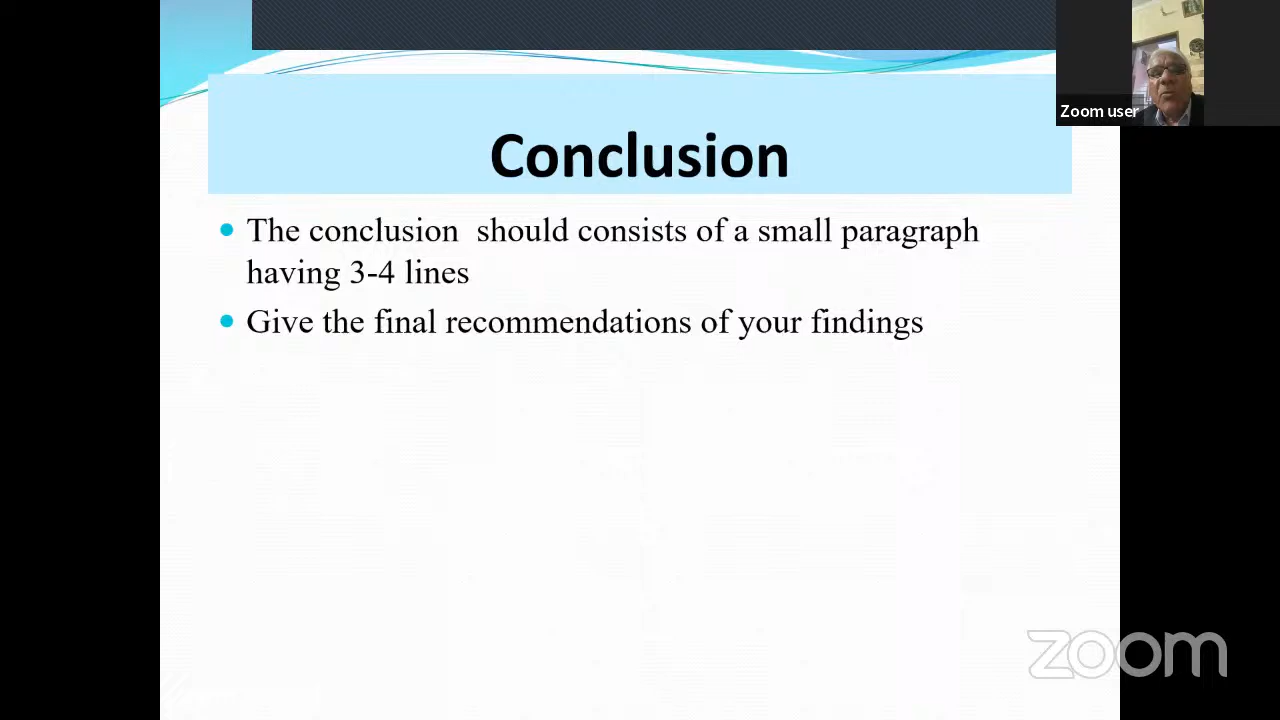 Zoom user
Conclusion
The conclusion should consists of a small paragraph
having 3-4 lines
Give the final recommendations of your findings
zoom